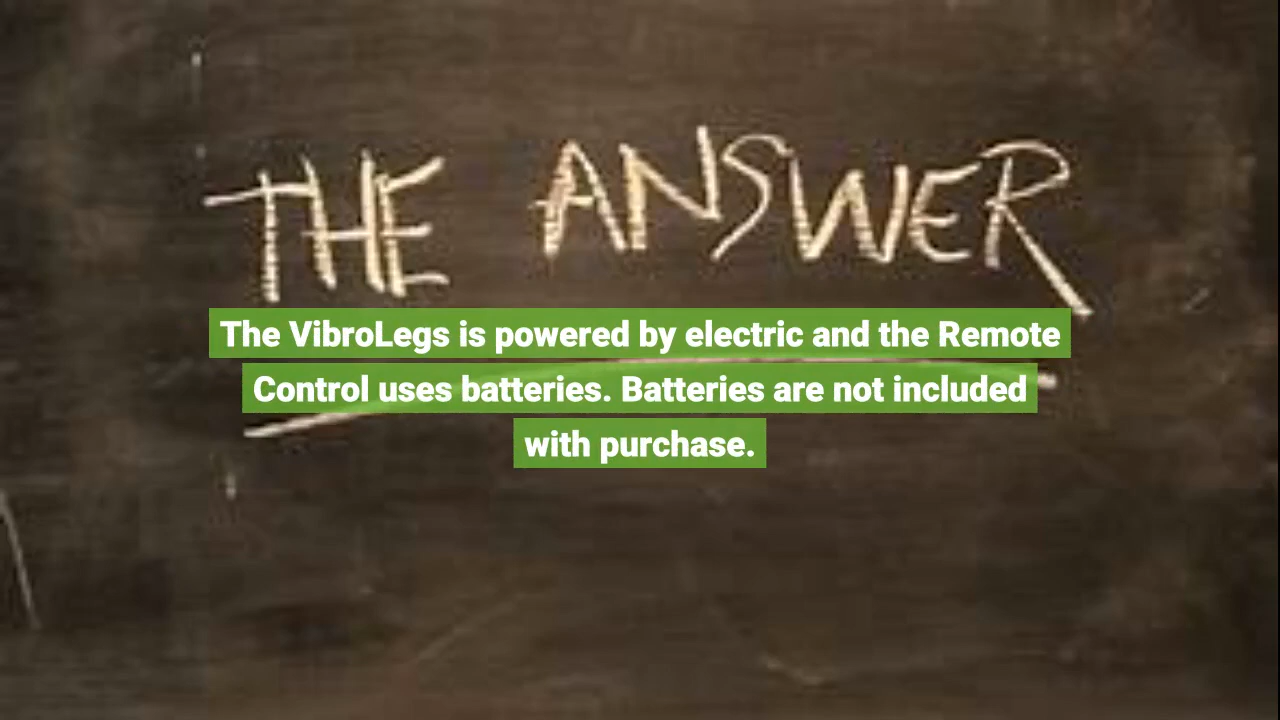 THE ANSWER
The VibroLegs is powered by electric and the Remote
Control uses batteries. Batteries are not included
with purchase.